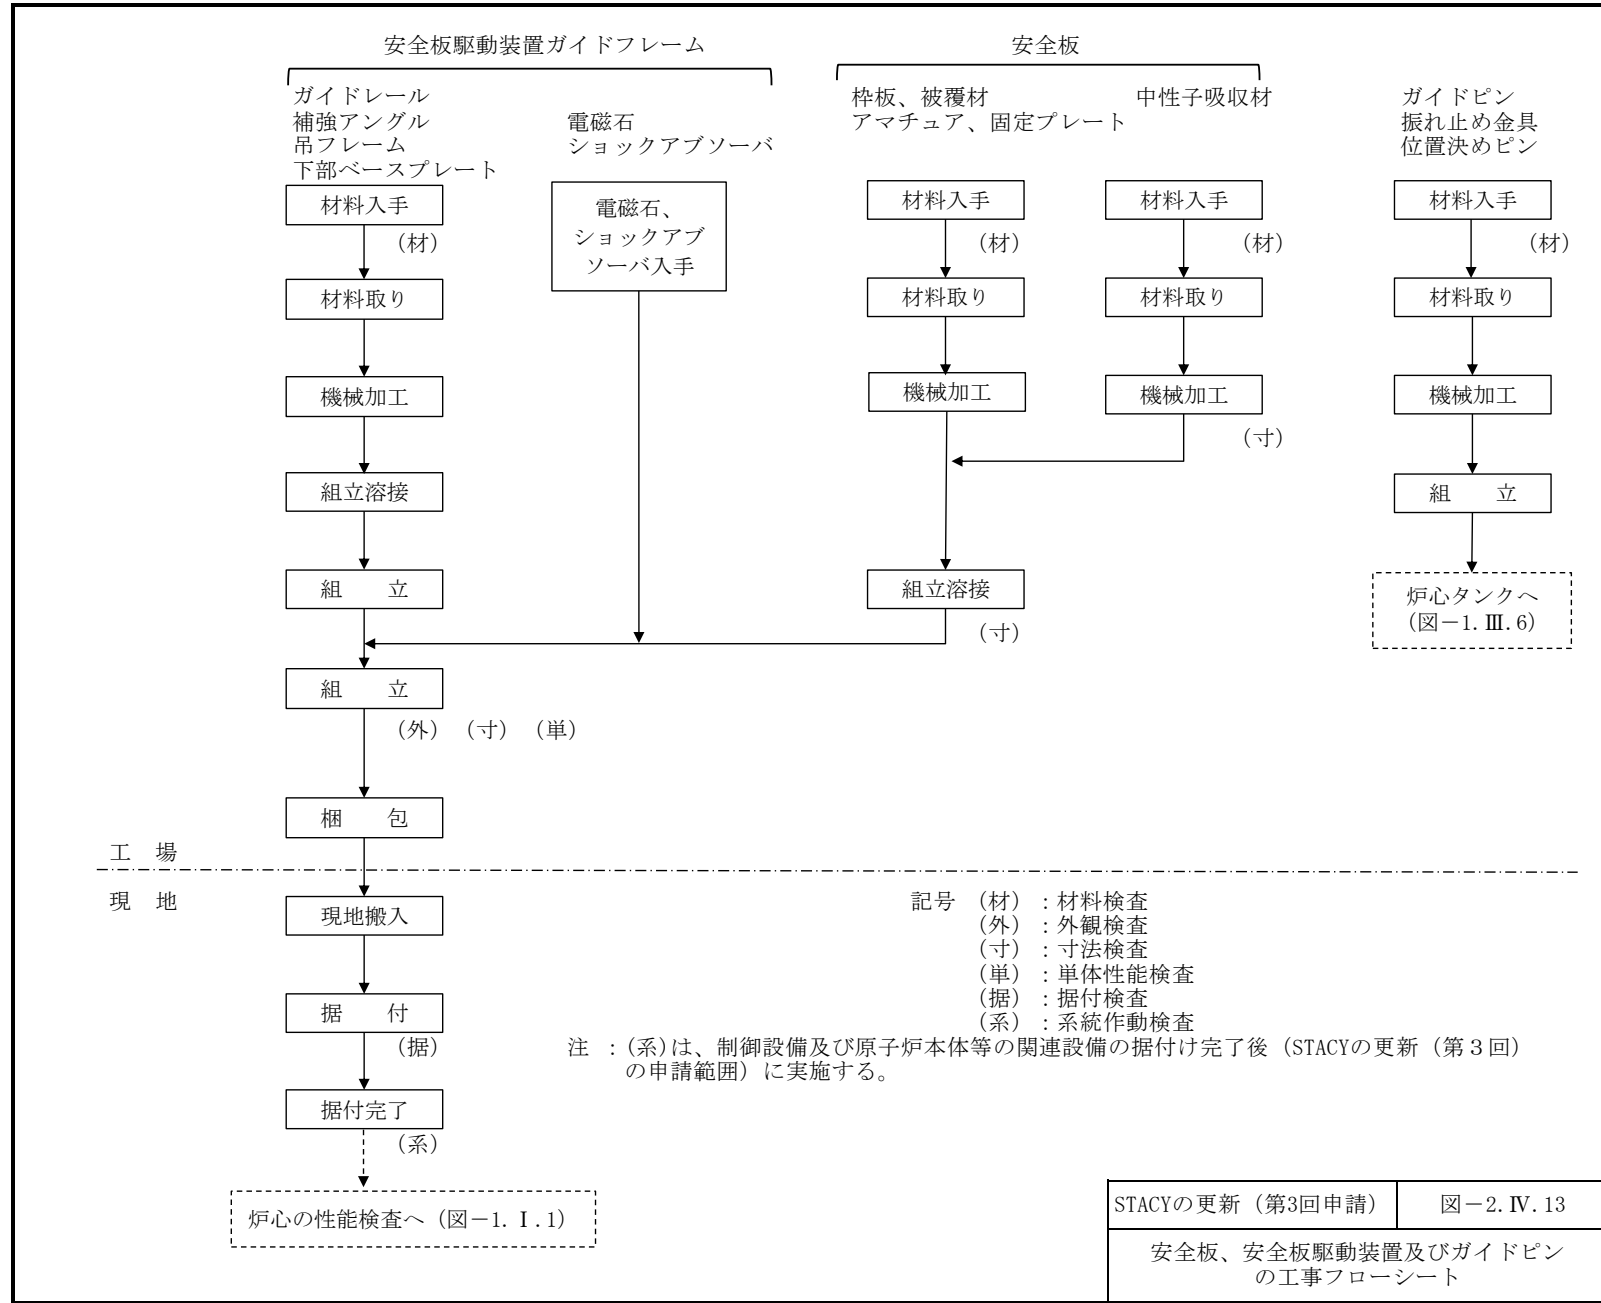 安全板駆動装置ガイドフレーム
安全板
ガイドレール
補強アングル
吊フレーム
下部ベースプレート
電磁石
ショックアブソーバ
枠板、被覆材
アマチュア、固定プレート
中性子吸収材
ガイドピン
振れ止め金具
位置決めピン
材料入手
(材)
材料取り
機械加工
組立溶接
組　立
電磁石、
ショックアブ
ソーバ入手
材料入手
(材)
材料取り
機械加工
組立溶接
(寸)
材料入手
(材)
材料取り
機械加工
(寸)
材料入手
(材)
材料取り
機械加工
組　立
炉心タンクへ
(図－1.Ⅲ.6)
組　立
(外) (寸) (単)
梱　包
工　場
現　地
現地搬入
据　付
(据)
据付完了
(系)
炉心の性能検査へ (図－1.Ⅰ.1)
記号 (材) ：材料検査
(外) ：外観検査
(寸) ：寸法検査
(単) ：単体性能検査
(据) ：据付検査
(系) ：系統作動検査
注 ：(系)は、制御設備及び原子炉本体等の関連設備の据付け完了後（STACYの更新（第３回）
の申請範囲）に実施する。
STACYの更新（第3回申請）
図－2.Ⅳ.13
安全板、安全板駆動装置及びガイドピン
の工事フローシート